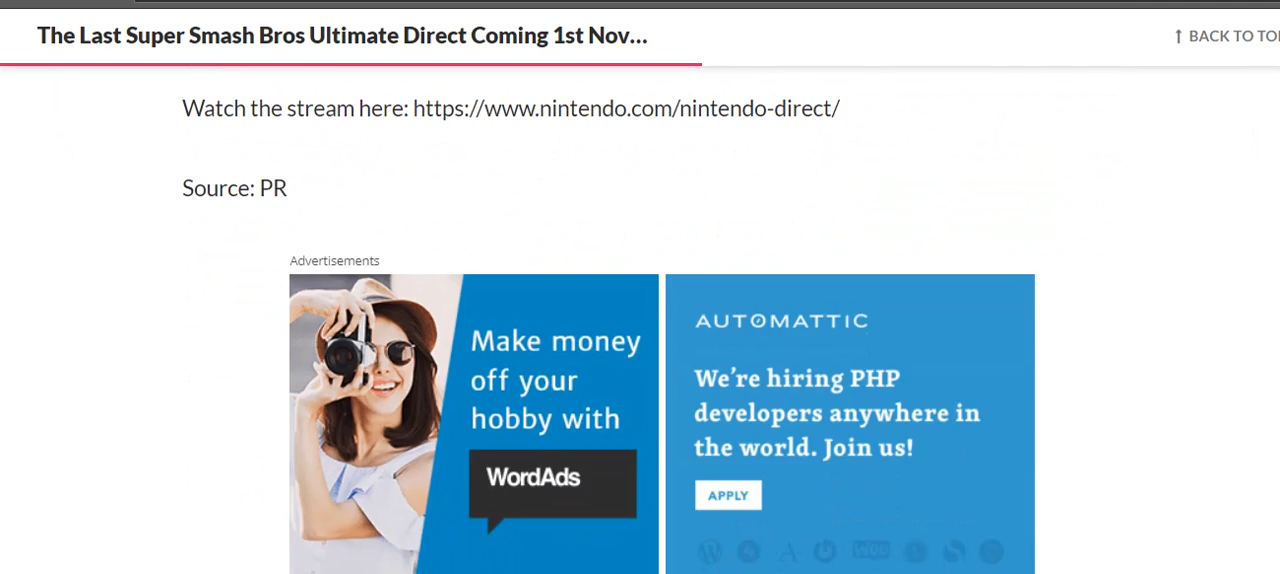 The Last Super Smash Bros Ultimate Direct Coming 1st Nov...
↑ BACK TO TO
Watch the stream here: https://www.nintendo.com/nintendo-direct/
Source: PR
Advertisements
Make money
off your
hobby with
WordAds
AUTOMATTIC
We're hiring PHP
developers anywhere in
the world. Join us!
APPLY